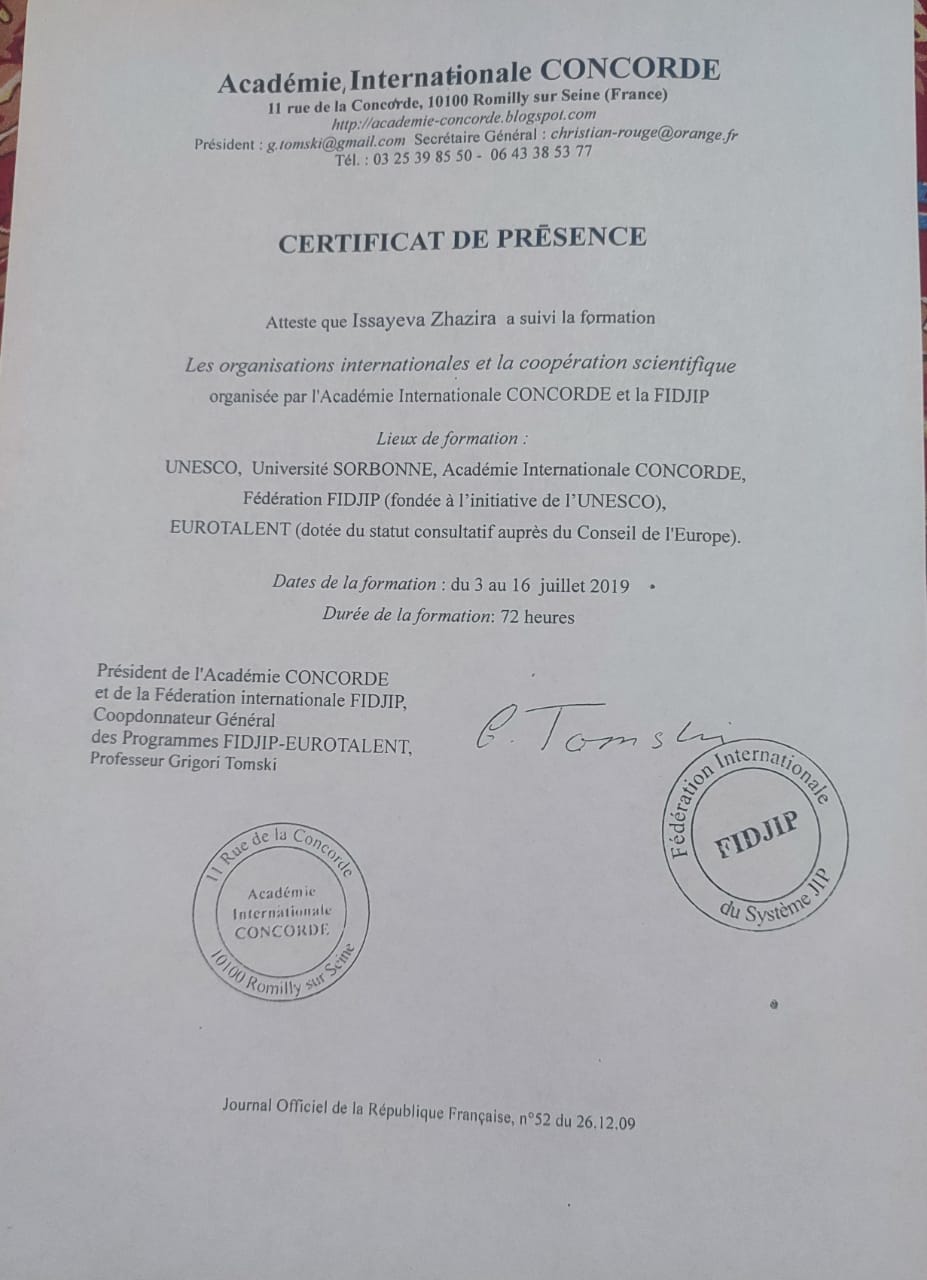 Académie Internationale CONCORDE
11 rue de la Concorde, 10100 Romilly sur Seine (France)
http://academie-concorde.blogspot.com
Président : g.tomski@gmail.com Secrétaire Général : christian-rouge@orange.fr
Tél. : 03 25 39 85 50 - 06 43 38 53 77
CERTIFICAT DE PRĒSENCE
Atteste que Issayeva Zhazira a suivi la formation
Les organisations internationales et la coopération scientifique
organisée par l'Académie Internationale CONCORDE et la FIDJIP
Lieux de formation :
UNESCO, Université SORBONNE, Académie Internationale CONCORDE,
Fédération FIDJIP (fondée à l’initiative de l’UNESCO),
EUROTALENT (dotée du statut consultatif auprès du Conseil de l'Europe).
Dates de la formation : du 3 au 16 juillet 2019
Durée de la formation: 72 heures
Président de l'Académie CONCORDE
et de la Féderation internationale FIDJIP,
Coopdonnateur Général
des Programmes FIDJIP-EUROTALENT,
Professeur Grigori Tomski
G. Tomski
Fédération Internationale
FIDJIP
du Système JIP
11 Rue de la Concorde
Académie
Internationale
CONCORDE
10100 Romilly sur Seine
Journal Officiel de la République Française, n°52 du 26.12.09